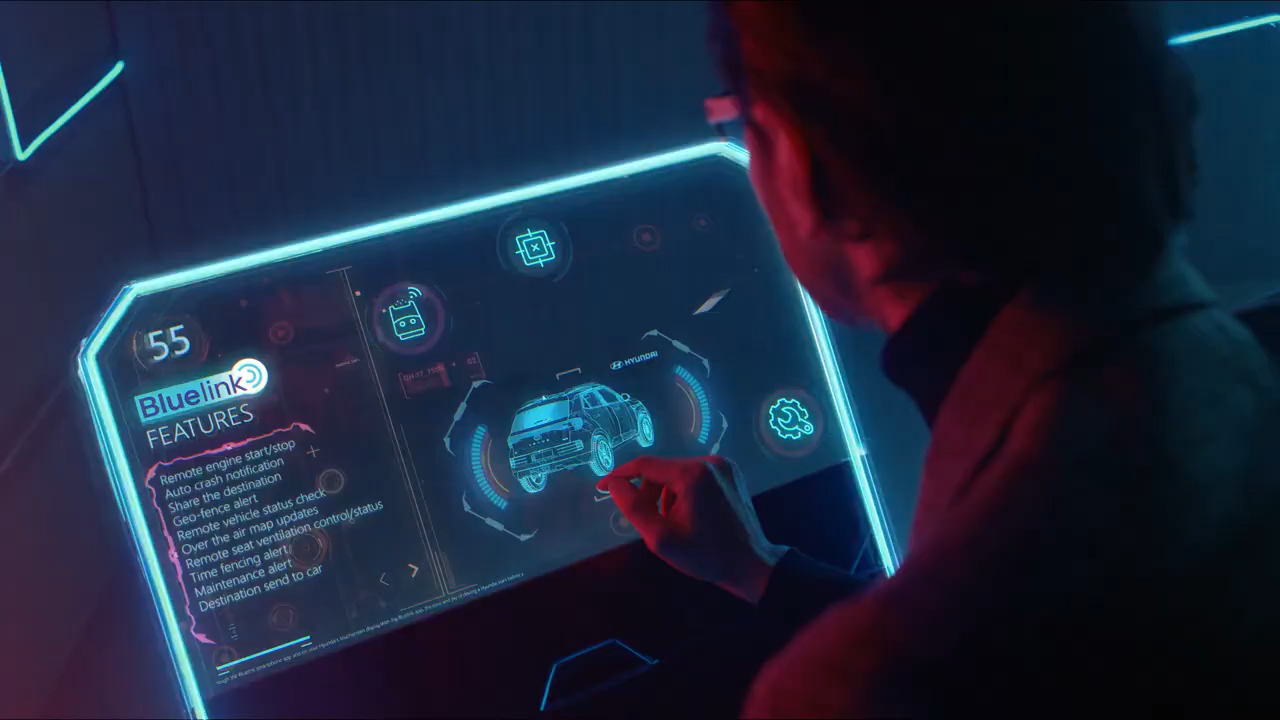 55
Bluelink
FEATURES
Remote engine start/stop
Auto crash notification
Share the destination
Geo-fence alert
Remote vehicle status check
Over the air map updates
Remote seat ventilation control/status
Time fencing alert
Maintenance alert
Destination send to car
HYUNDAI